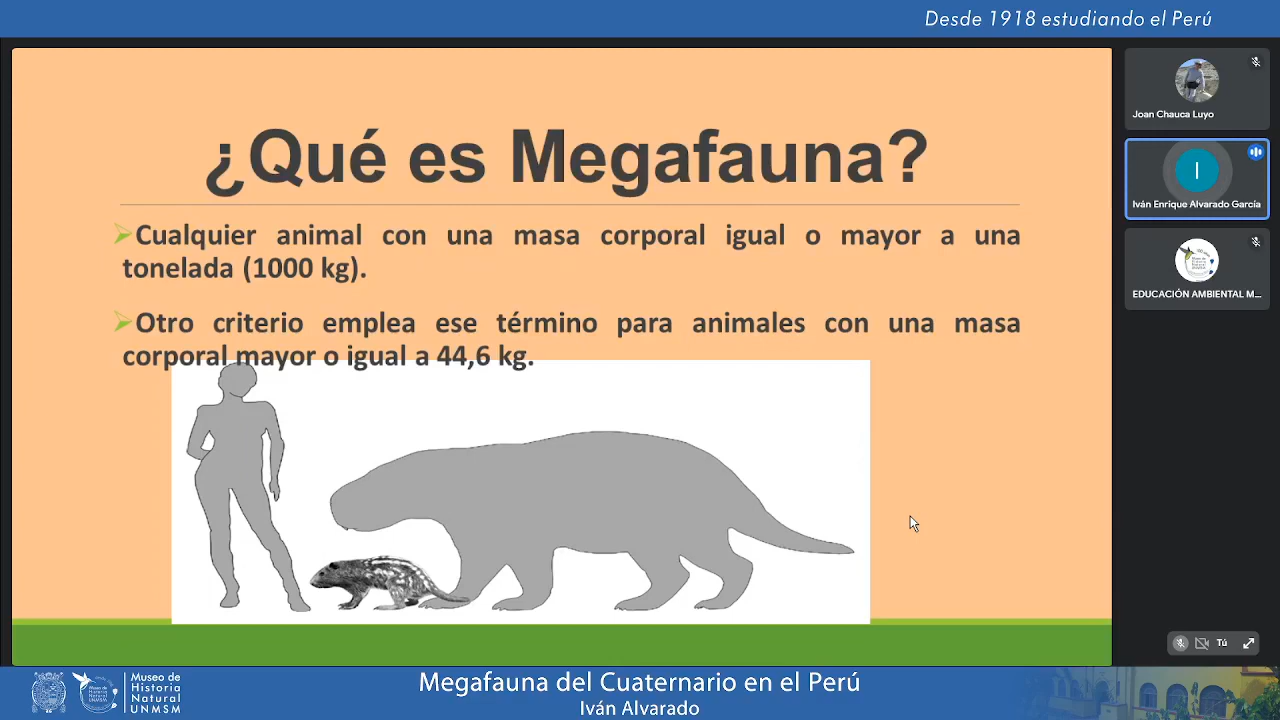 Desde 1918 estudiando el Perú
¿Qué es Megafauna?
Cualquier animal con una masa corporal igual o mayor a una
tonelada (1000 kg).
Otro criterio emplea ese término para animales con una masa
corporal mayor o igual a 44,6 kg.
Joan Chauca Luyo
I
Iván Enrique Alvarado García
EDUCACIÓN AMBIENTAL M...
Tú
Museo de
Historia
Natural
UNMSM
Megafauna del Cuaternario en el Perú
Iván Alvarado